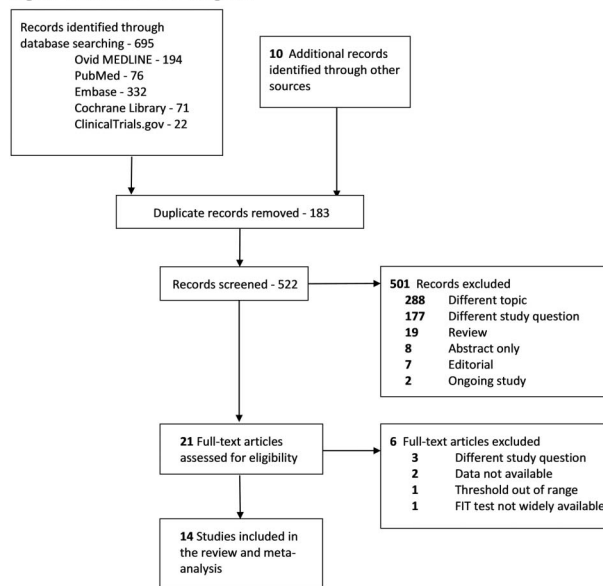 Records identified through
database searching - 695
Ovid MEDLINE - 194
PubMed - 76
Embase - 332
Cochrane Library - 71
ClinicalTrials.gov - 22
10 Additional records
identified through other
sources
Duplicate records removed - 183
Records screened - 522
501 Records excluded
288 Different topic
177 Different study question
19 Review
8 Abstract only
7 Editorial
2 Ongoing study
21 Full-text articles
assessed for eligibility
6 Full-text articles excluded
3 Different study question
2 Data not available
1 Threshold out of range
1 FIT test not widely available
14 Studies included in
the review and meta-
analysis